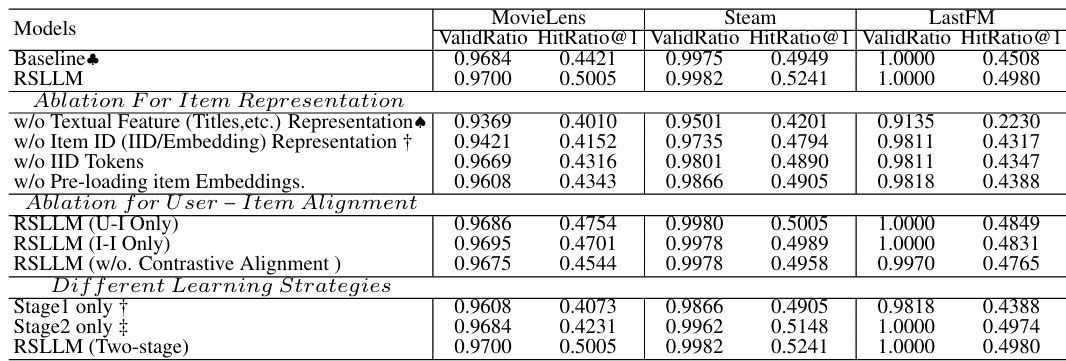 Models MovieLens Steam LastFM
ValidRatio HitRatio@1 ValidRatio HitRatio@1 ValidRatio HitRatio@1
Baseline♣ 0.9684 0.4421 0.9975 0.4949 1.0000 0.4508
RSLLM 0.9700 0.5005 0.9982 0.5241 1.0000 0.4980
Ablation For Item Representation
w/o Textual Feature (Titles,etc.) Representation♠ 0.9369 0.4010 0.9501 0.4201 0.9135 0.2230
w/o Item ID (IID/Embedding) Representation † 0.9421 0.4152 0.9735 0.4794 0.9811 0.4317
w/o IID Tokens 0.9669 0.4316 0.9801 0.4890 0.9811 0.4347
w/o Pre-loading item Embeddings. 0.9608 0.4343 0.9866 0.4905 0.9818 0.4388
Ablation for User – Item Alignment
RSLLM (U-I Only) 0.9686 0.4754 0.9980 0.5005 1.0000 0.4849
RSLLM (I-I Only) 0.9695 0.4701 0.9978 0.4989 1.0000 0.4831
RSLLM (w/o. Contrastive Alignment ) 0.9675 0.4544 0.9978 0.4958 0.9970 0.4765
Different Learning Strategies
Stage1 only † 0.9608 0.4073 0.9866 0.4905 0.9818 0.4388
Stage2 only ‡ 0.9684 0.4231 0.9962 0.5148 1.0000 0.4974
RSLLM (Two-stage) 0.9700 0.5005 0.9982 0.5241 1.0000 0.4980